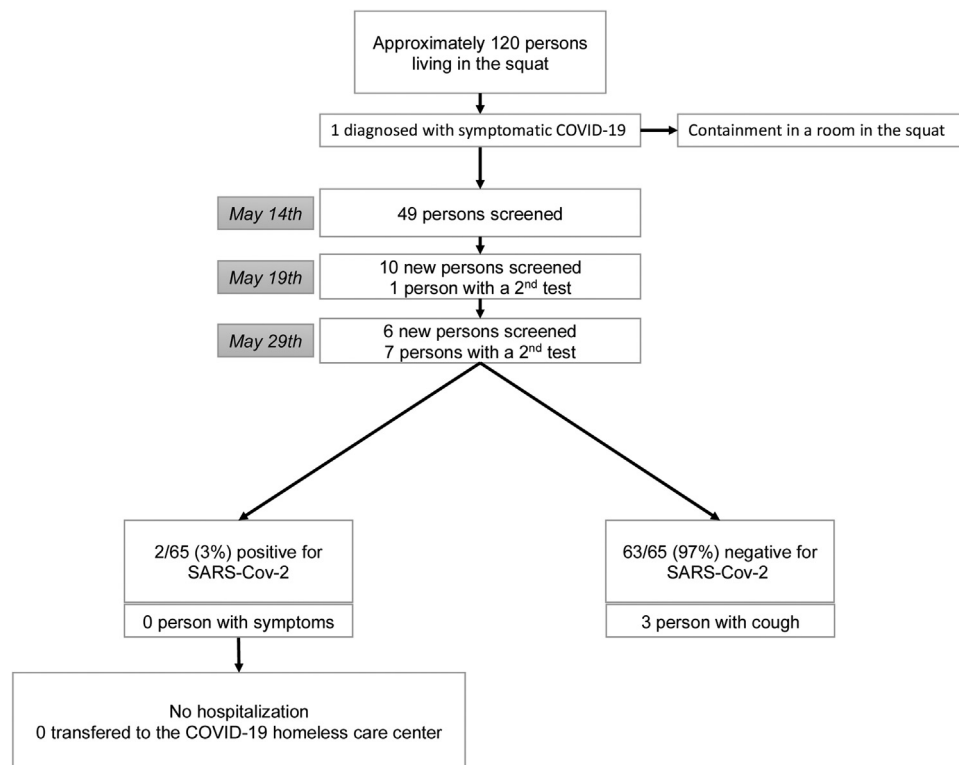 Approximately 120 persons
living in the squat
1 diagnosed with symptomatic COVID-19
Containment in a room in the squat
May 14th
49 persons screened
May 19th
10 new persons screened
1 person with a 2nd test
May 29th
6 new persons screened
7 persons with a 2nd test
2/65 (3%) positive for
SARS-Cov-2
0 person with symptoms
63/65 (97%) negative for
SARS-Cov-2
3 person with cough
No hospitalization
0 transfered to the COVID-19 homeless care center